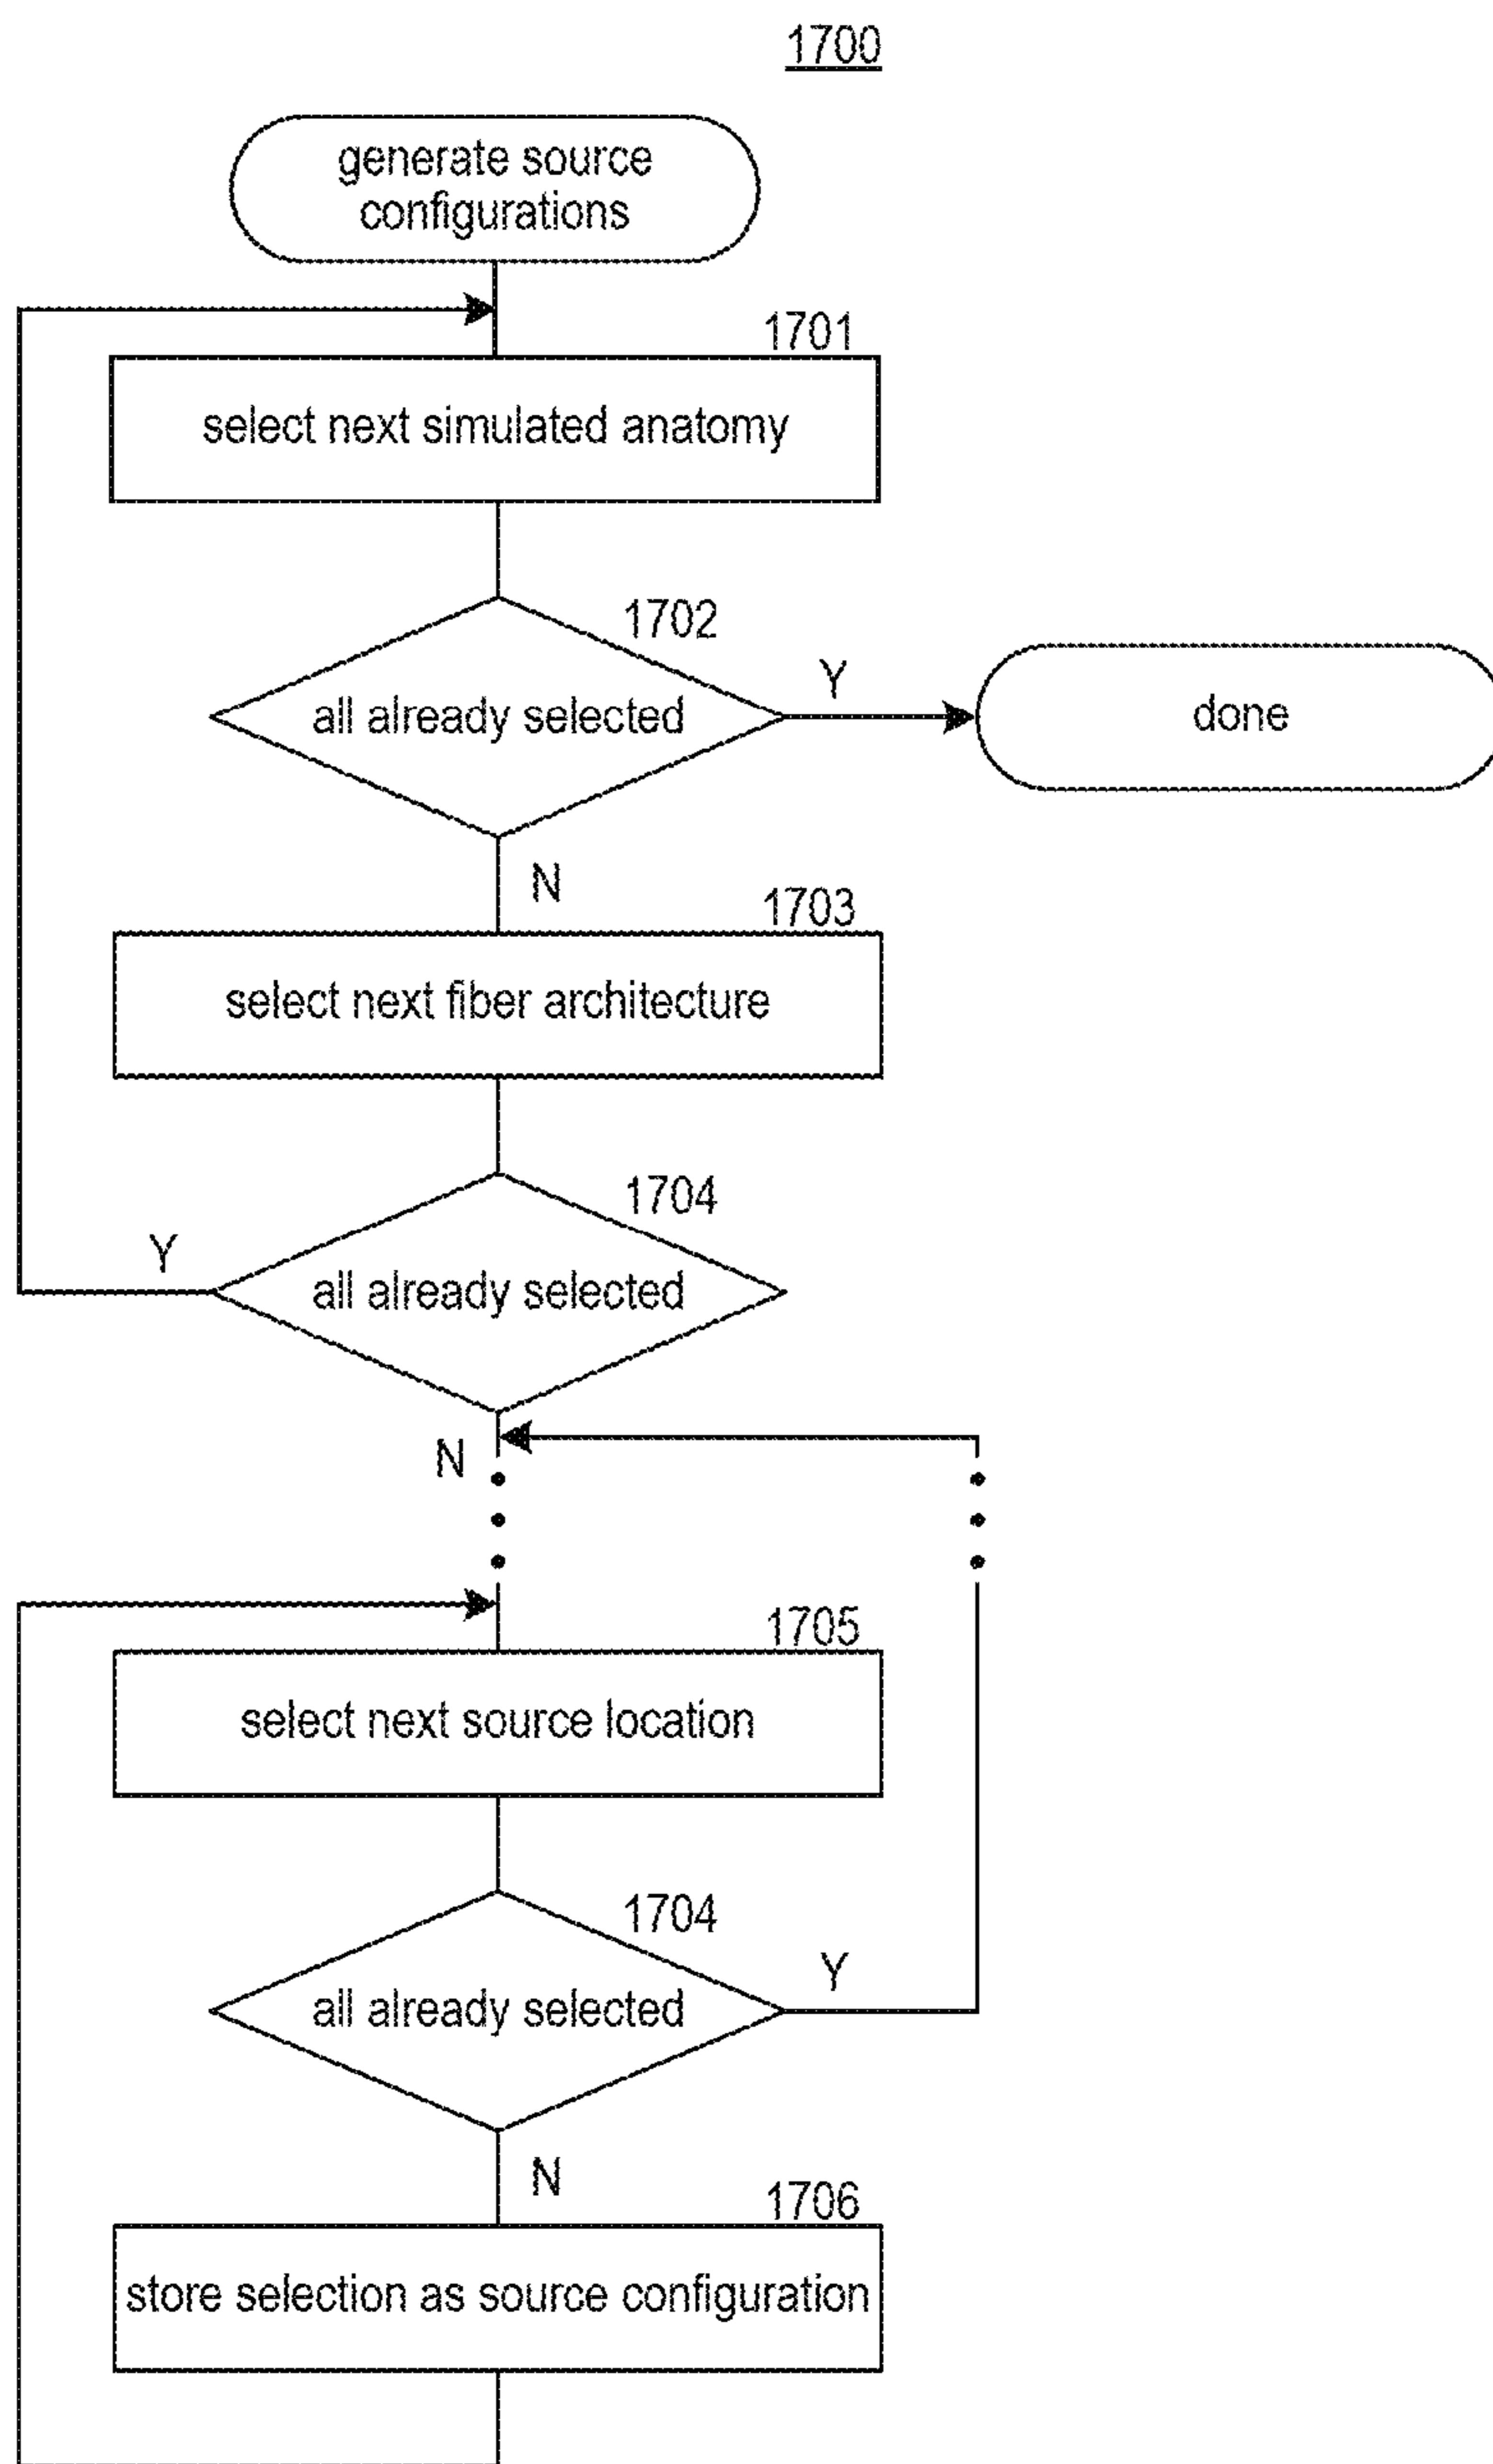 1700
generate source
configurations
1701
select next simulated anatomy
1702
all already selected
Y
done
N
1703
select next fiber architecture
1704
Y
all already selected
N
1705
select next source location
1704
all already selected
Y
N
1706
store selection as source configuration